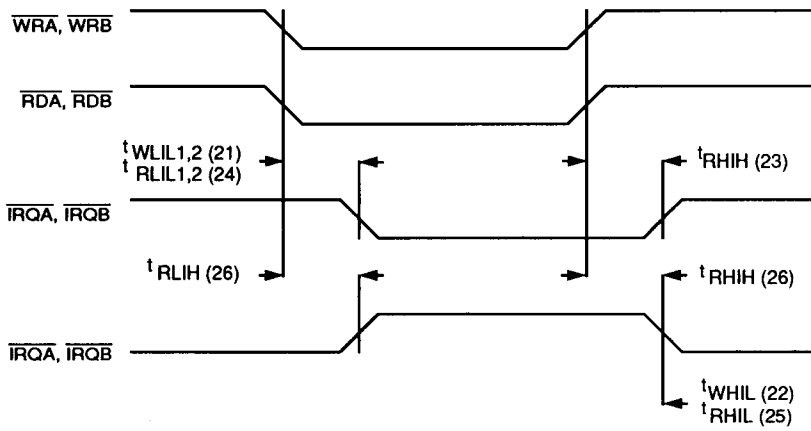 WRA, WRB
RDA, RDB
tWLIL1,2 (21)
tRLIL1,2 (24)
tRHIH (23)
IRQA, IRQB
tRLIH (26)
tRHIH (26)
IRQA, IRQB
tWHIL (22)
tRHIL (25)